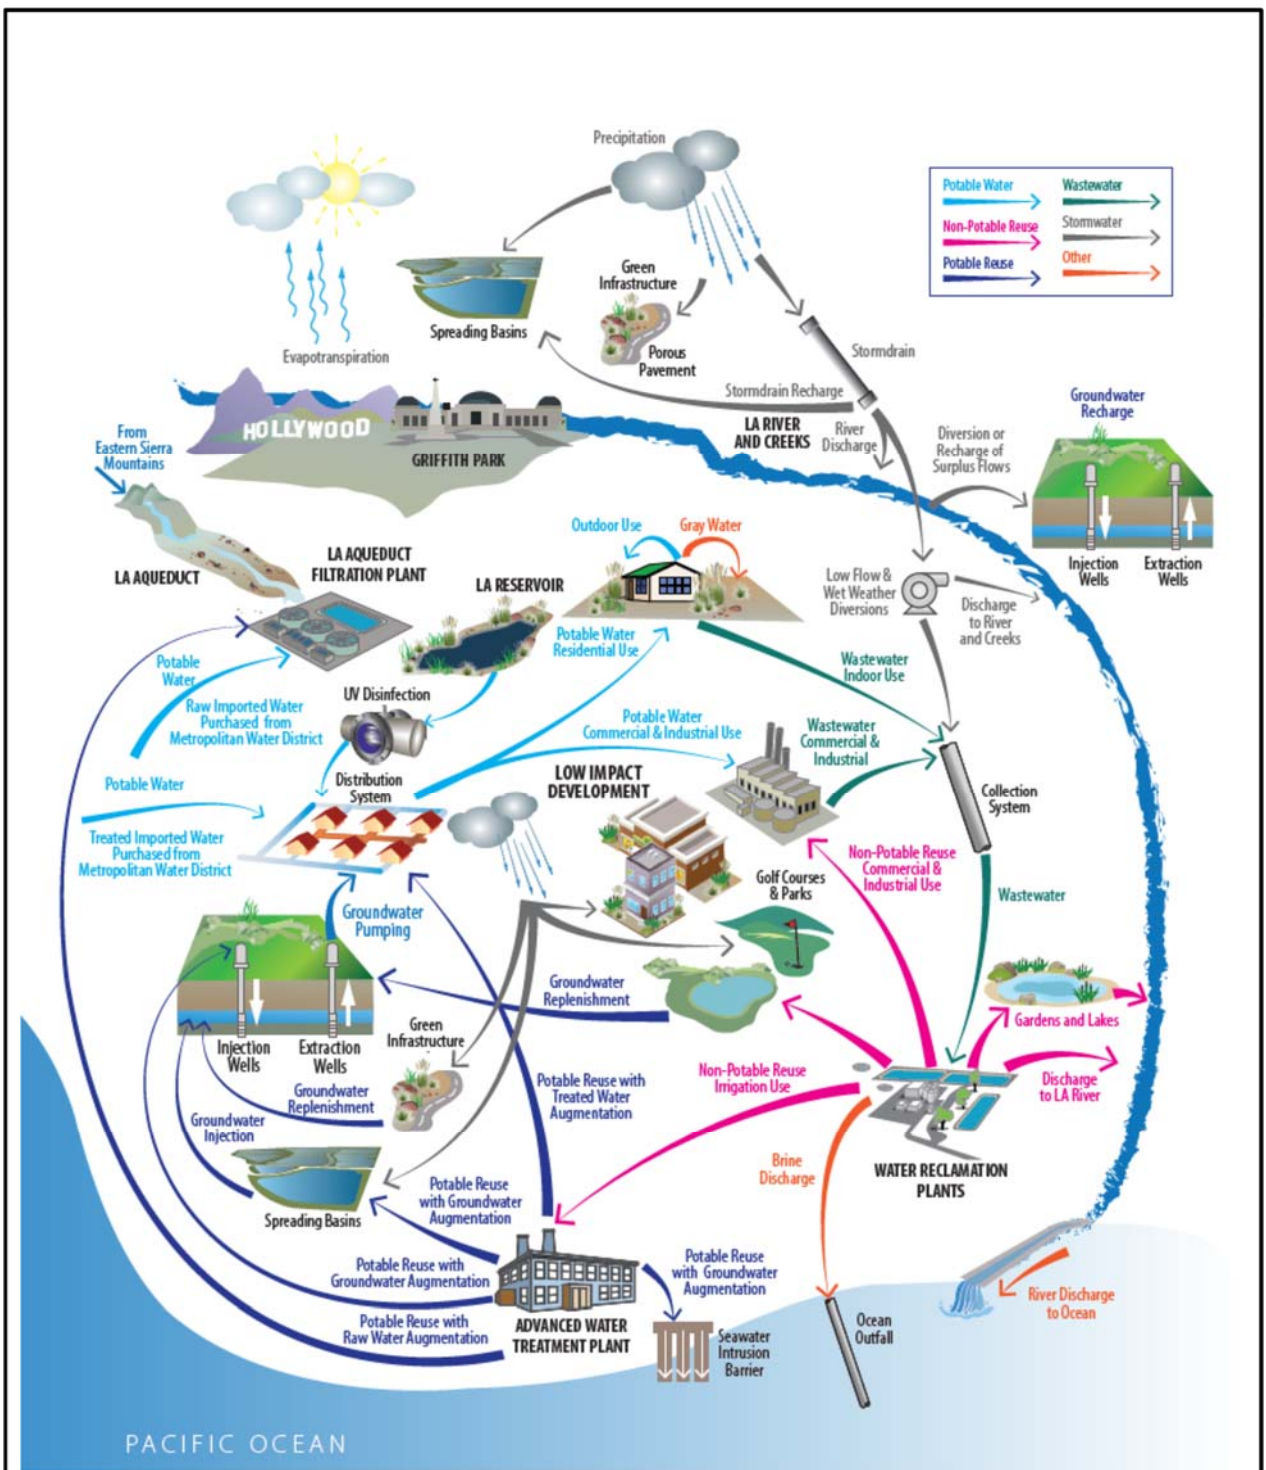 Precipitation
Potable Water
Wastewater
Non-Potable Reuse
Stormwater
Potable Reuse
Other
Green
Infrastructure
Spreading Basins
Porous
Pavement
Stormdrain
Evapotranspiration
Stormdrain Recharge
Groundwater
Recharge
HOLLYWOOD
GRIFFITH PARK
LA RIVER
AND CREEKS
River
Discharge
Diversion or
Recharge of
Surplus Flows
From
Eastern Sierra
Mountains
Outdoor Use
Gray Water
LA AQUEDUCT
LA AQUEDUCT
FILTRATION PLANT
LA RESERVOIR
Injection
Wells
Extraction
Wells
Low Flow &
Wet Weather
Diversions
Discharge
to River
and Creeks
Potable Water
Residential Use
Potable
Water
Raw Imported Water
Purchased from
Metropolitan Water District
UV Disinfection
Wastewater
Indoor Use
Potable Water
Commercial & Industrial Use
Wastewater
Commercial &
Industrial
Distribution
System
LOW IMPACT
DEVELOPMENT
Collection
System
Potable Water
Treated Imported Water
Purchased from
Metropolitan Water District
Non-Potable Reuse
Commercial &
Industrial Use
Golf Courses
& Parks
Wastewater
Groundwater
Pumping
Groundwater
Replenishment
Gardens and Lakes
Injection
Wells
Extraction
Wells
Green
Infrastructure
Groundwater
Replenishment
Groundwater
Injection
Potable Reuse with
Treated Water
Augmentation
Non-Potable Reuse
Irrigation Use
Discharge
to LA River
Brine
Discharge
WATER RECLAMATION
PLANTS
Spreading Basins
Potable Reuse
with Groundwater
Augmentation
Potable Reuse with
Groundwater Augmentation
Potable Reuse with
Raw Water Augmentation
ADVANCED WATER
TREATMENT PLANT
Potable Reuse
with Groundwater
Augmentation
Seawater
Intrusion
Barrier
Ocean
Outfall
River Discharge
to Ocean
PACIFIC OCEAN